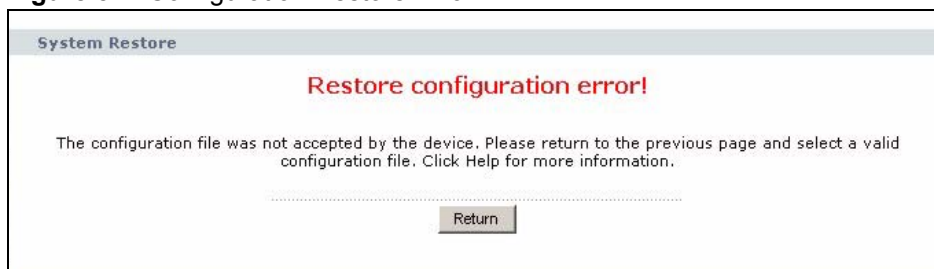 System Restore
Restore configuration error!
The configuration file was not accepted by the device. Please return to the previous page and select a valid
configuration file. Click Help for more information.
Return